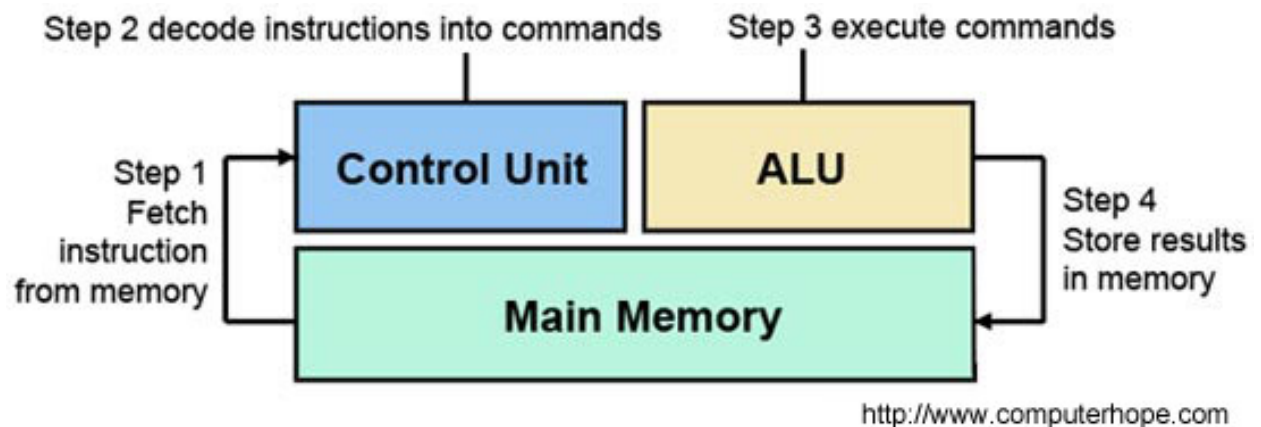 Step 2 decode instructions into commands
Step 3 execute commands
Control Unit
ALU
Step 1
Fetch
instruction
from memory
Step 4
Store results
in memory
Main Memory
http://www.computerhope.com